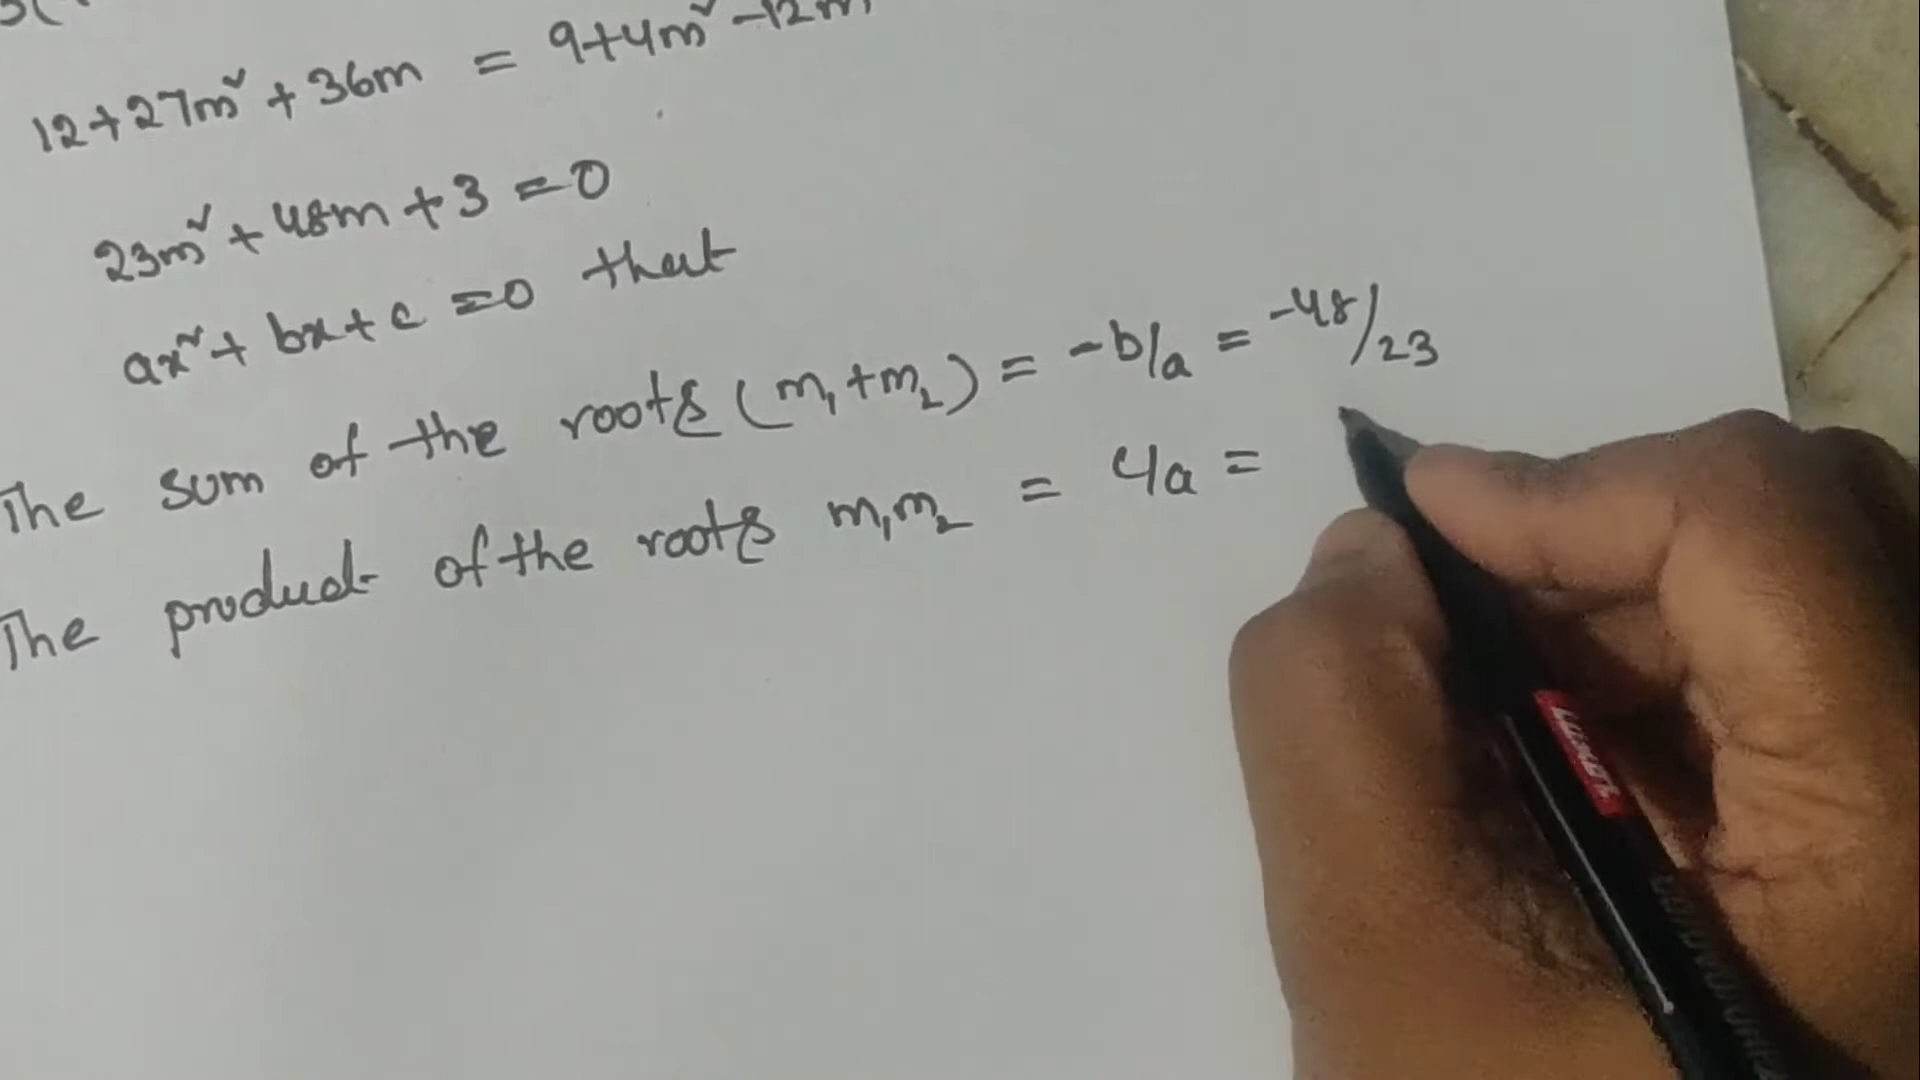 12+27m² + 36m = 9+4m² -12m
23m² + 48m + 3 = 0
ax² + bx + c = 0 that
The sum of the roots (m₁+m₂) = -b/a = -48/23
The product of the roots m₁m₂ = c/a =